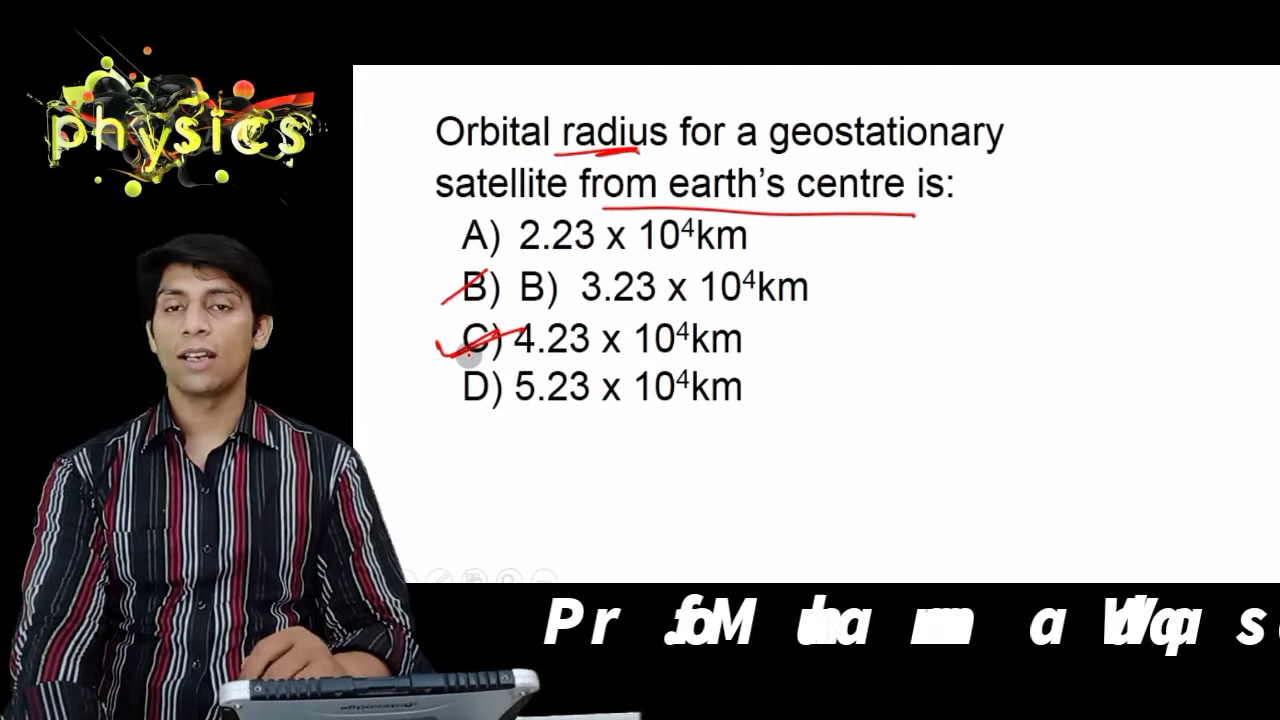 physics
Orbital radius for a geostationary
satellite from earth's centre is:
A) 2.23 x 10⁴km
B) B) 3.23 x 10⁴km
C) 4.23 x 10⁴km
D) 5.23 x 10⁴km